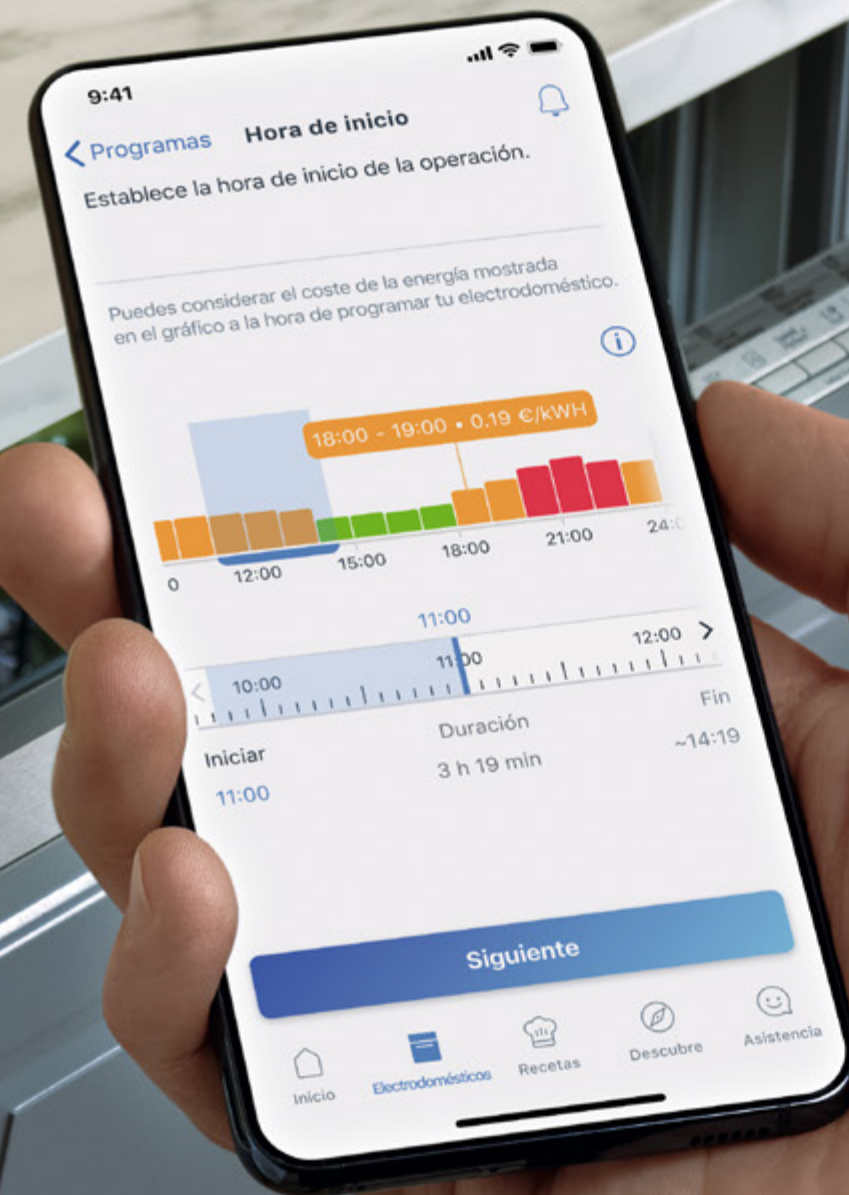 9:41
Programas Hora de inicio
Establece la hora de inicio de la operación.
Puedes considerar el coste de la energía mostrada
en el gráfico a la hora de programar tu electrodoméstico.
18:00 - 19:00 • 0.19 €/kWH
0 12:00 15:00 18:00 21:00 24:0
11:00
10:00 11:00 12:00
Iniciar Duración Fin
11:00 3 h 19 min ~14:19
Siguiente
Inicio Electrodomésticos Recetas Descubre Asistencia